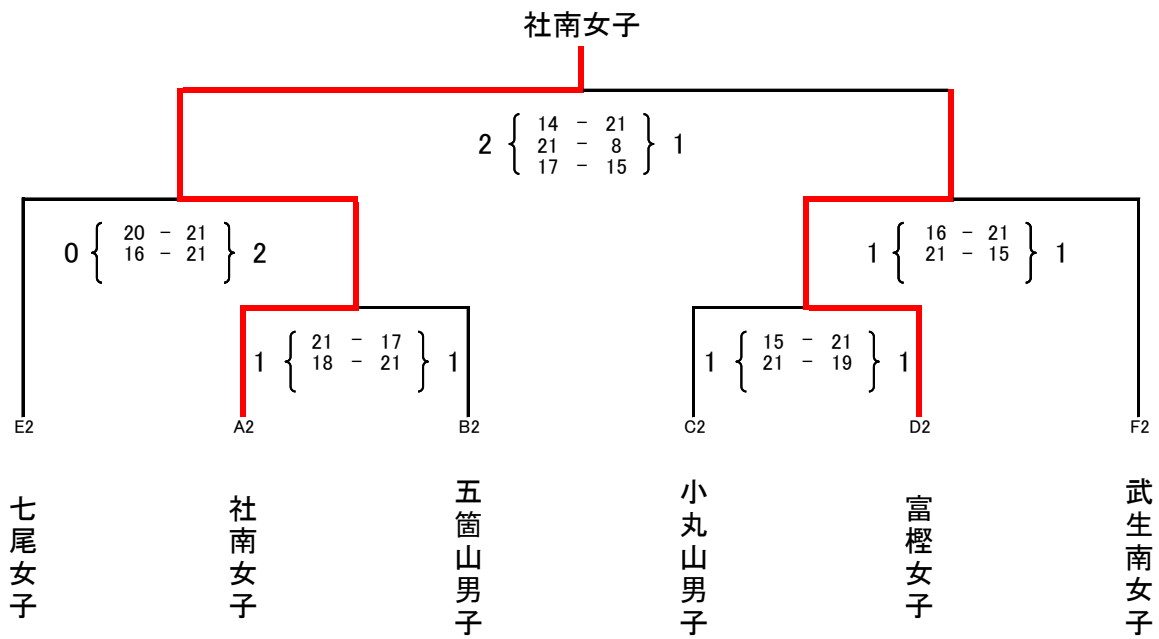 社南女子
14 - 21
2 { 21 - 8 } 1
17 - 15
20 - 21
0 { 16 - 21 } 2
16 - 21
1 { 21 - 15 } 1
21 - 17
1 { 18 - 21 } 1
15 - 21
1 { 21 - 19 } 1
E2 A2 B2 C2 D2 F2
七尾女子
社南女子
五箇山男子
小丸山男子
富樫女子
武生南女子